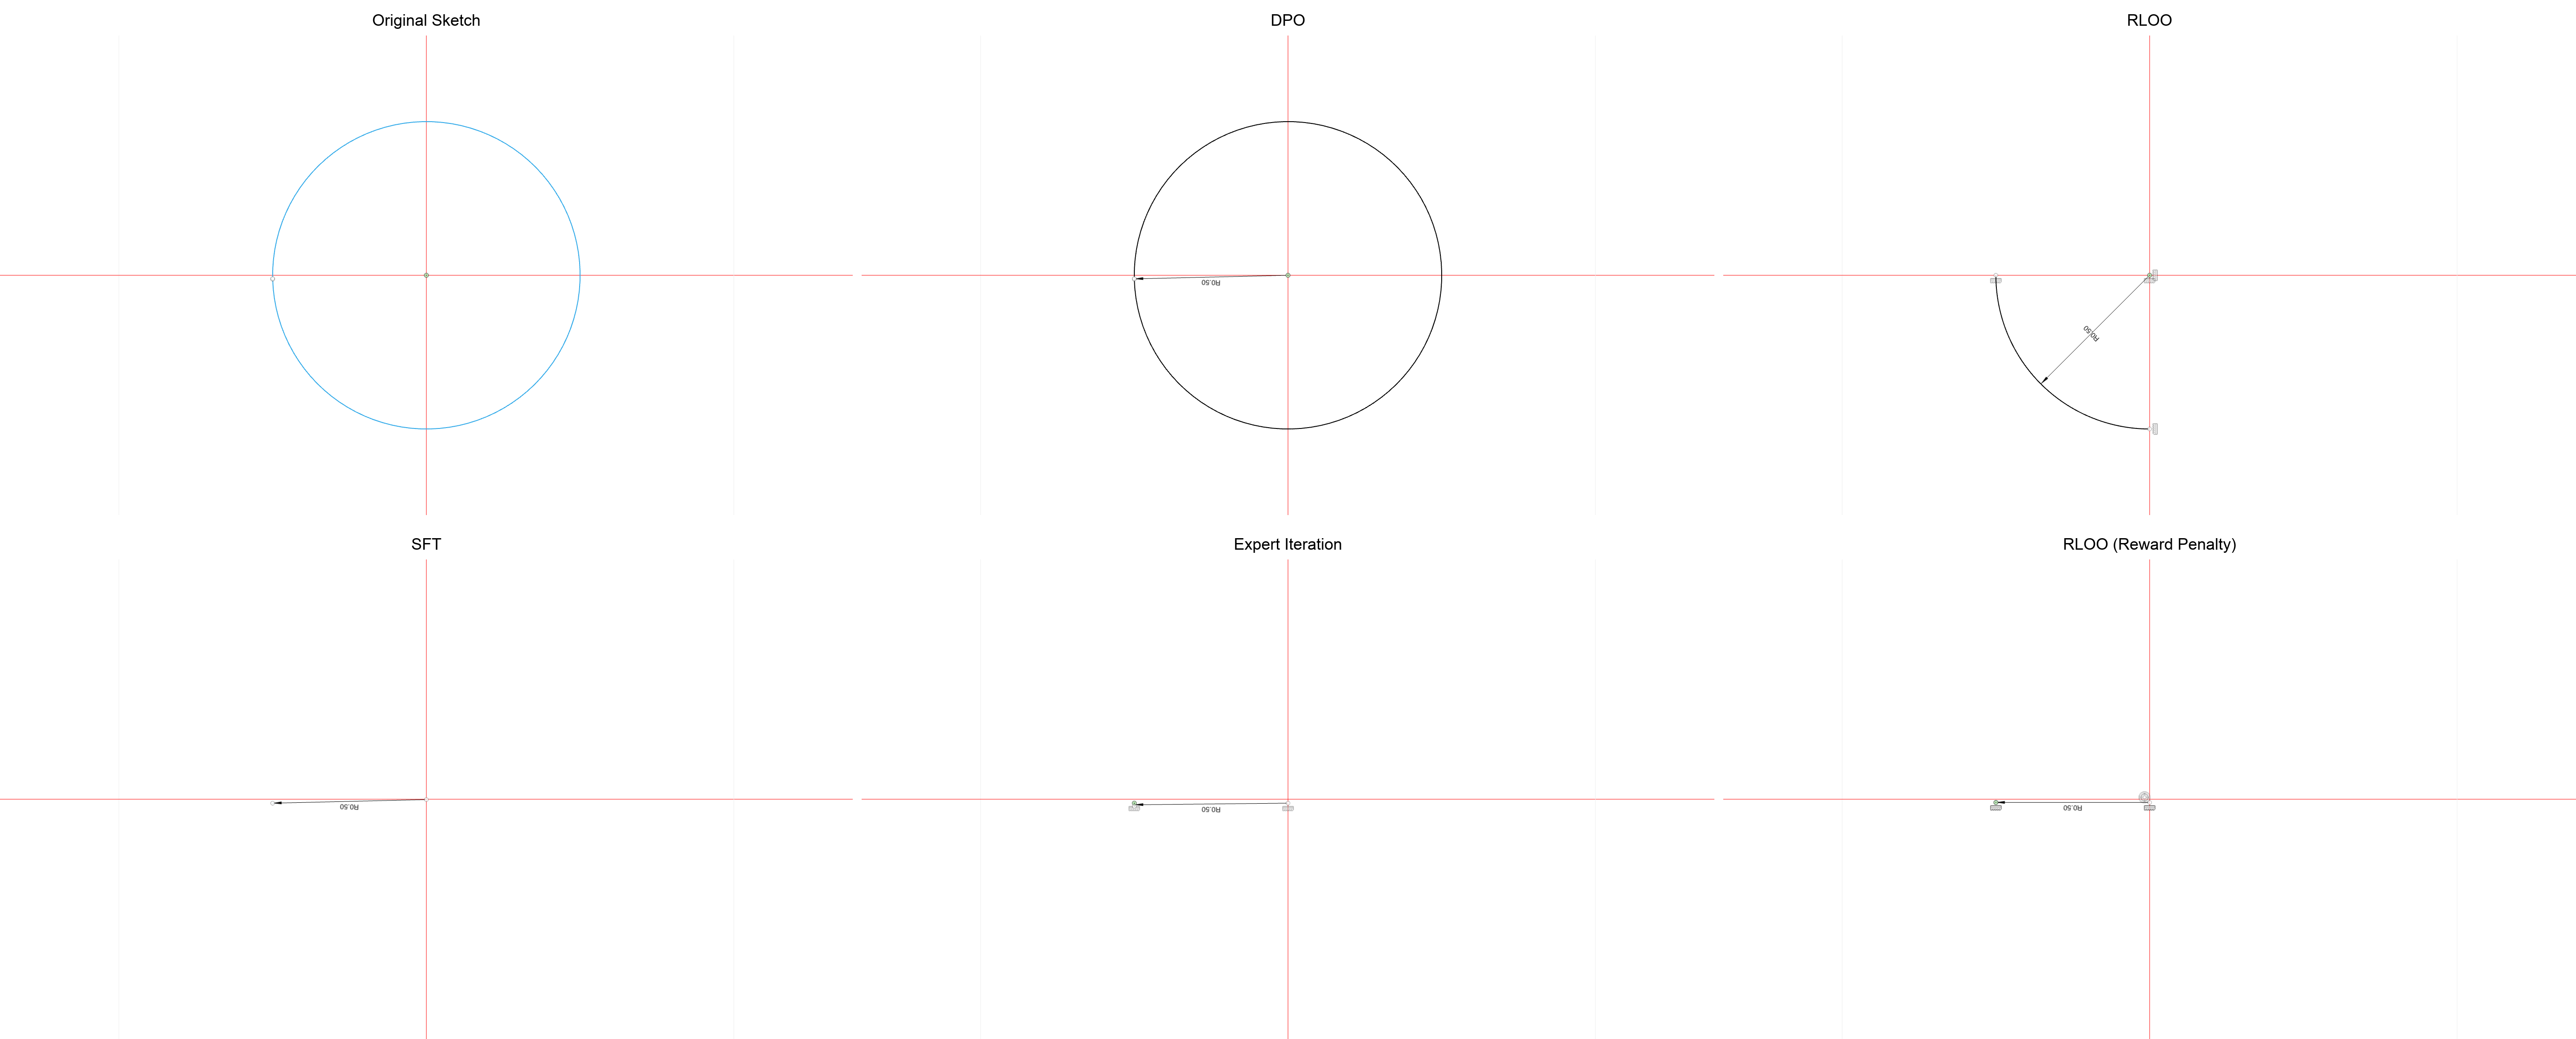 Original Sketch
DPO
RLOO
R0.50
R0.50
SFT
Expert Iteration
RLOO (Reward Penalty)
R0.50
R0.50
R0.50